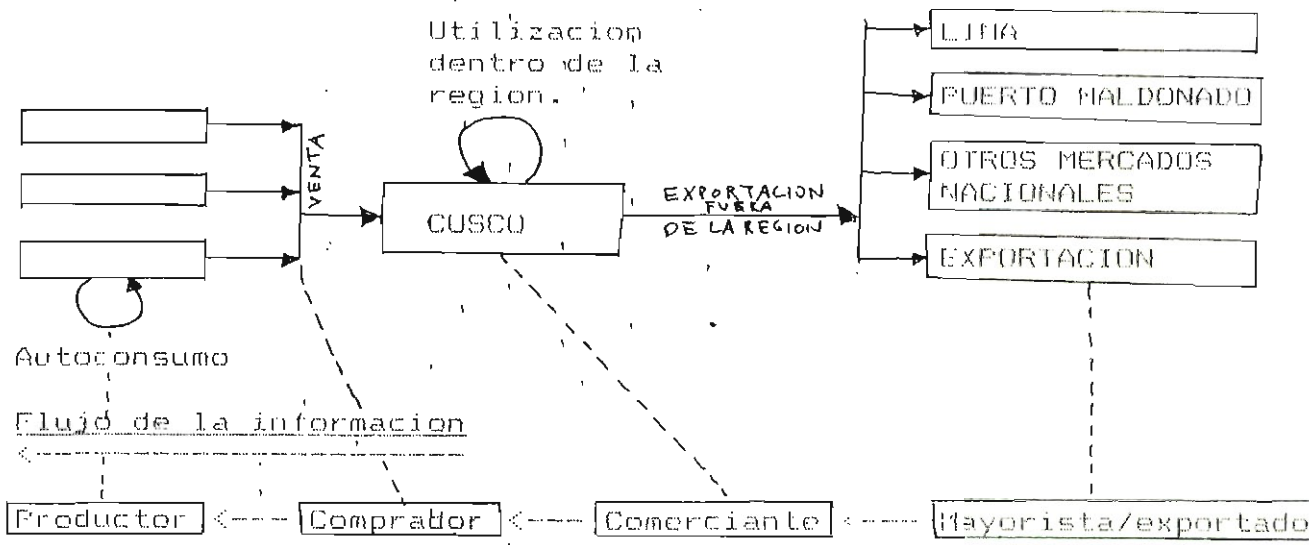 Utilizacion
dentro de la
region.
LIMA
PUERTO MALDONADO
OTROS MERCADOS
NACIONALES
EXPORTACION
VENTA
CUSCO
EXPORTACION
FUERA
DE LA REGION
Autoconsumo
Flujo de la informacion
Productor
Comprador
Comerciante
Mayorista/exportado